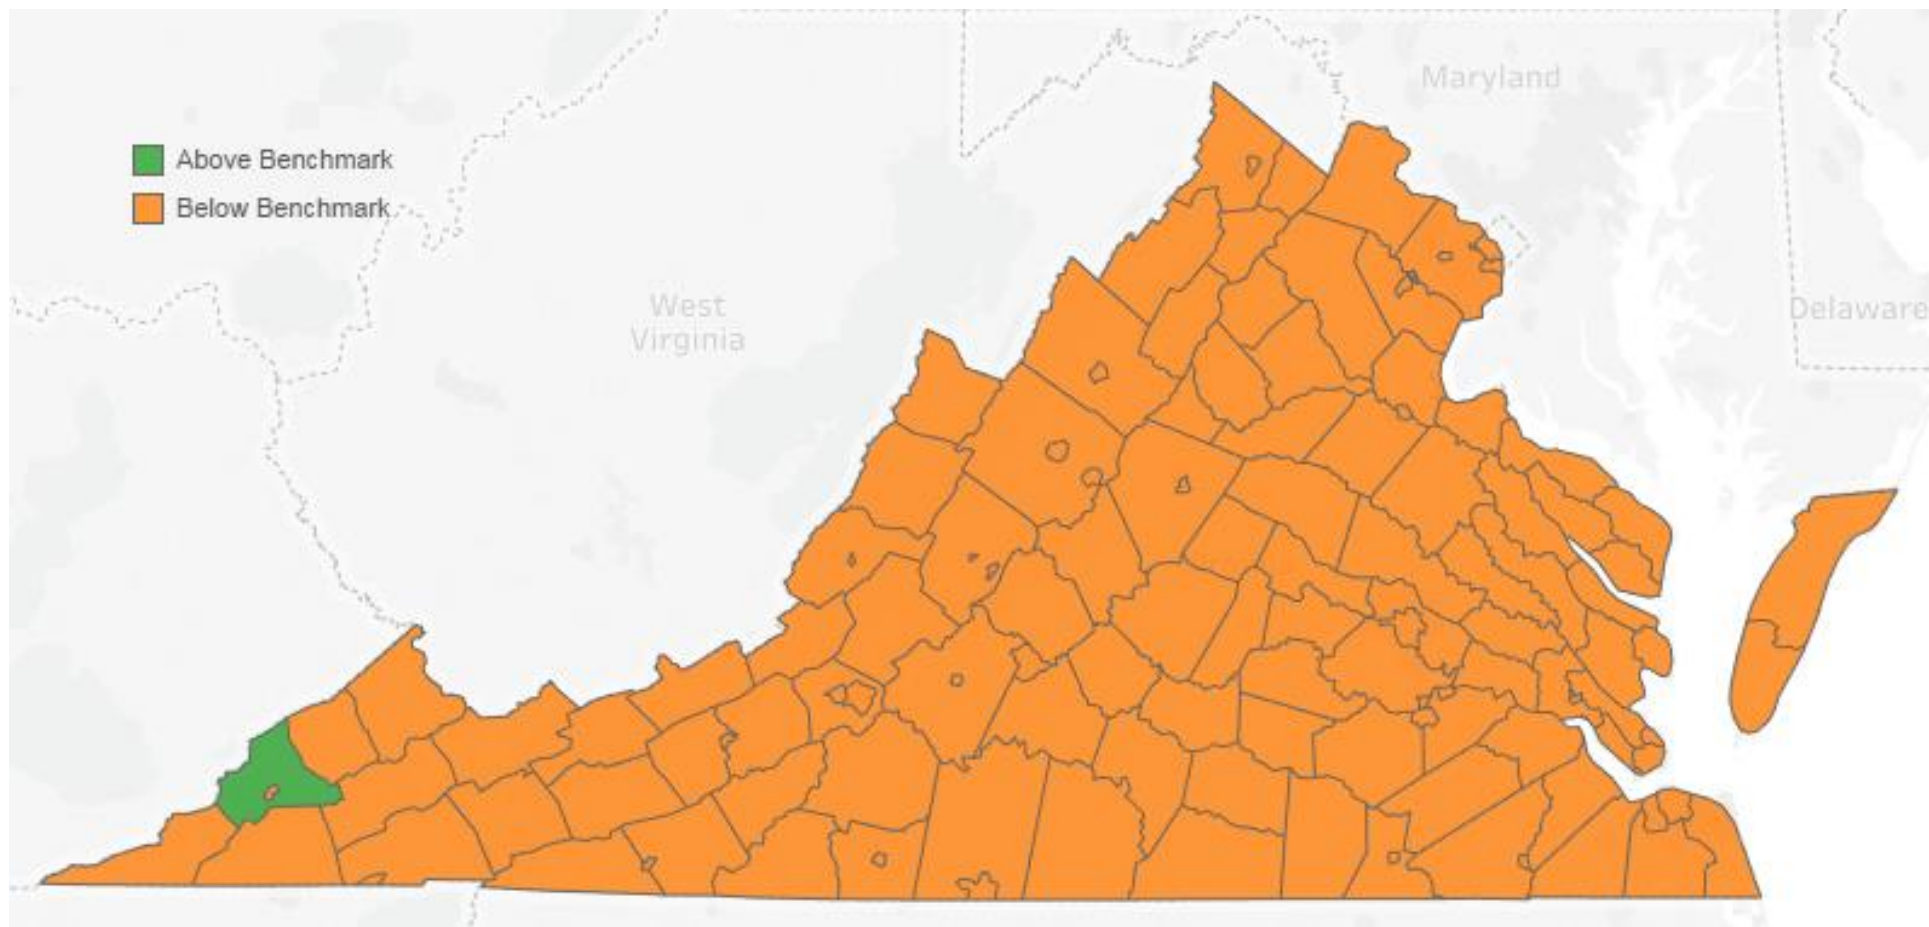 Maryland
Above Benchmark
Below Benchmark
West
Virginia
Delaware